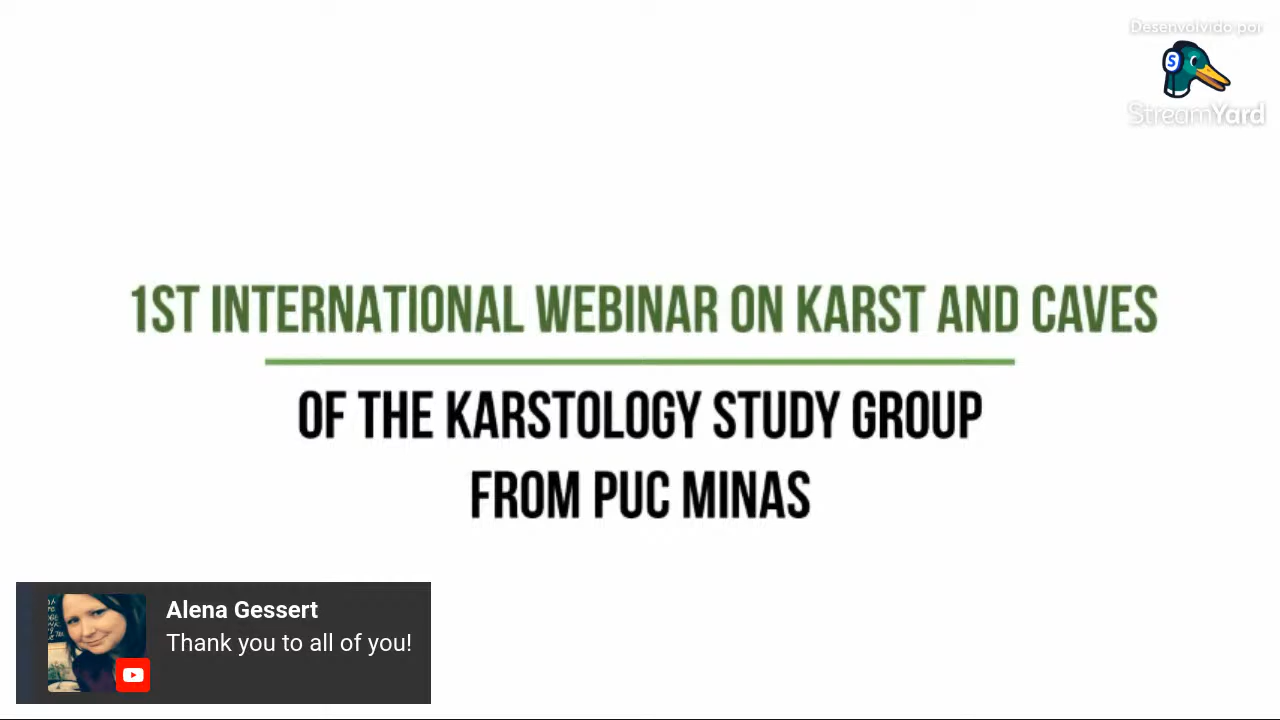 Desenvolvido por
S
StreamYard
1ST INTERNATIONAL WEBINAR ON KARST AND CAVES
OF THE KARSTOLOGY STUDY GROUP
FROM PUC MINAS
Alena Gessert
Thank you to all of you!